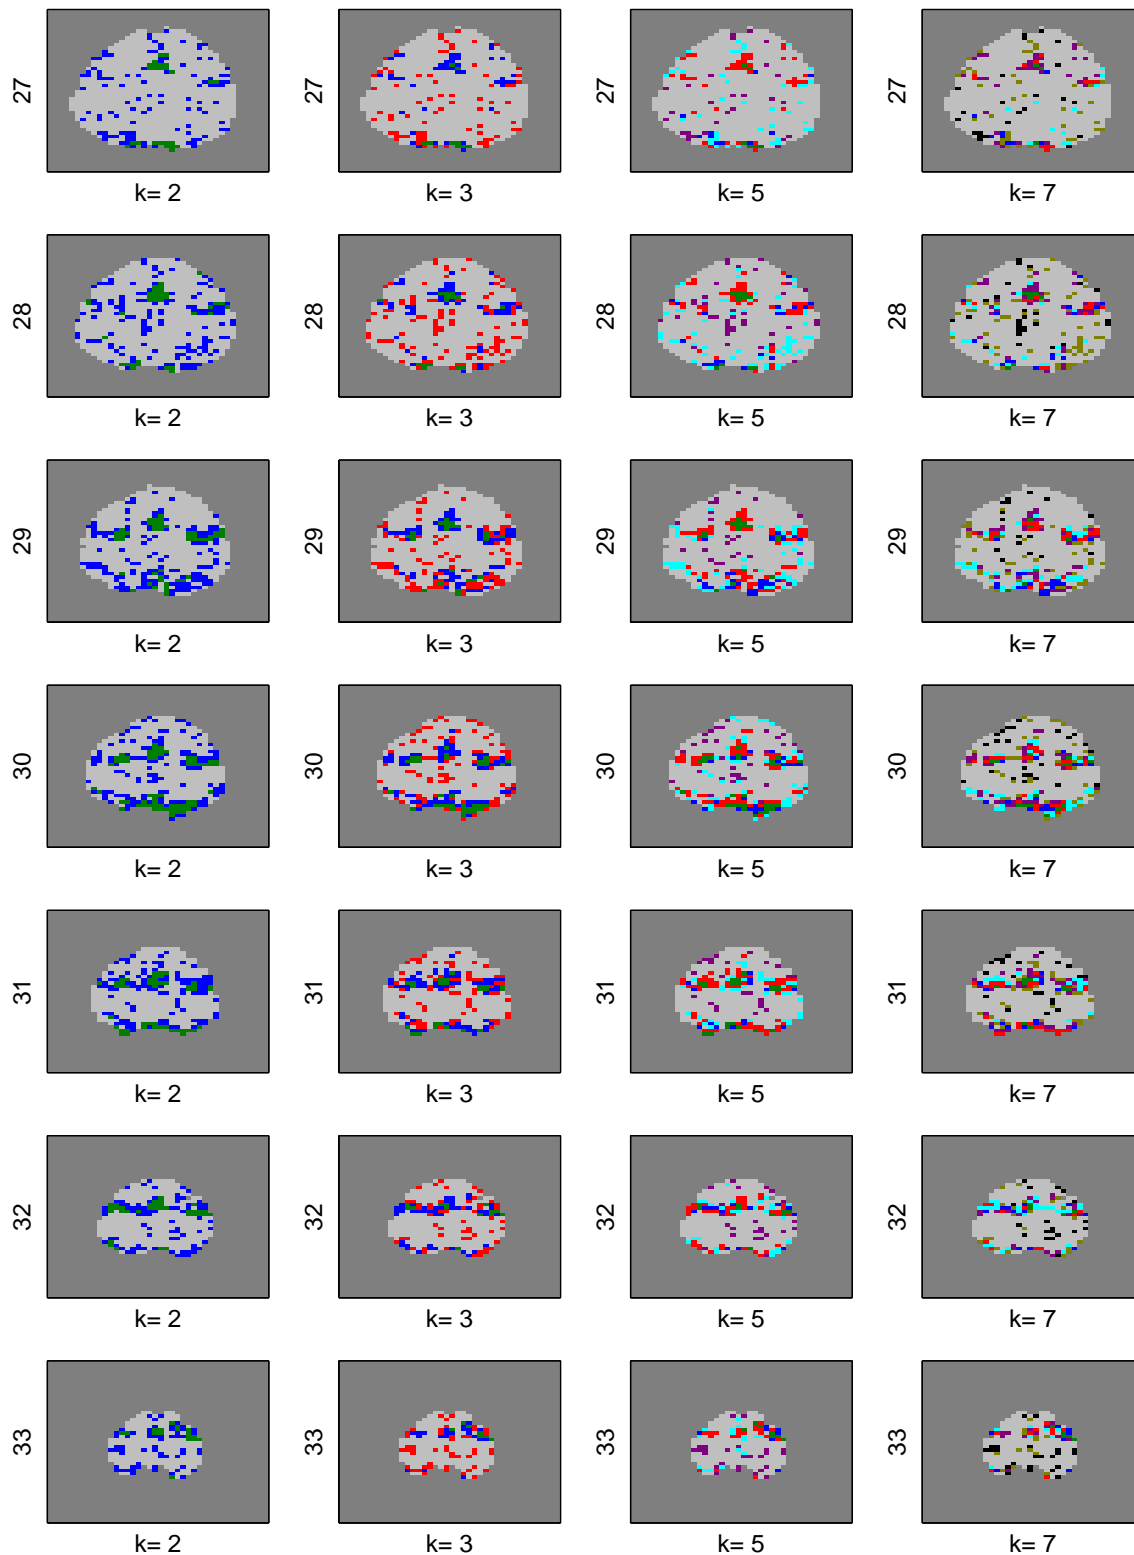 27 27 27 27
k= 2 k= 3 k= 5 k= 7
28 28 28 28
k= 2 k= 3 k= 5 k= 7
29 29 29 29
k= 2 k= 3 k= 5 k= 7
30 30 30 30
k= 2 k= 3 k= 5 k= 7
31 31 31 31
k= 2 k= 3 k= 5 k= 7
32 32 32 32
k= 2 k= 3 k= 5 k= 7
33 33 33 33
k= 2 k= 3 k= 5 k= 7